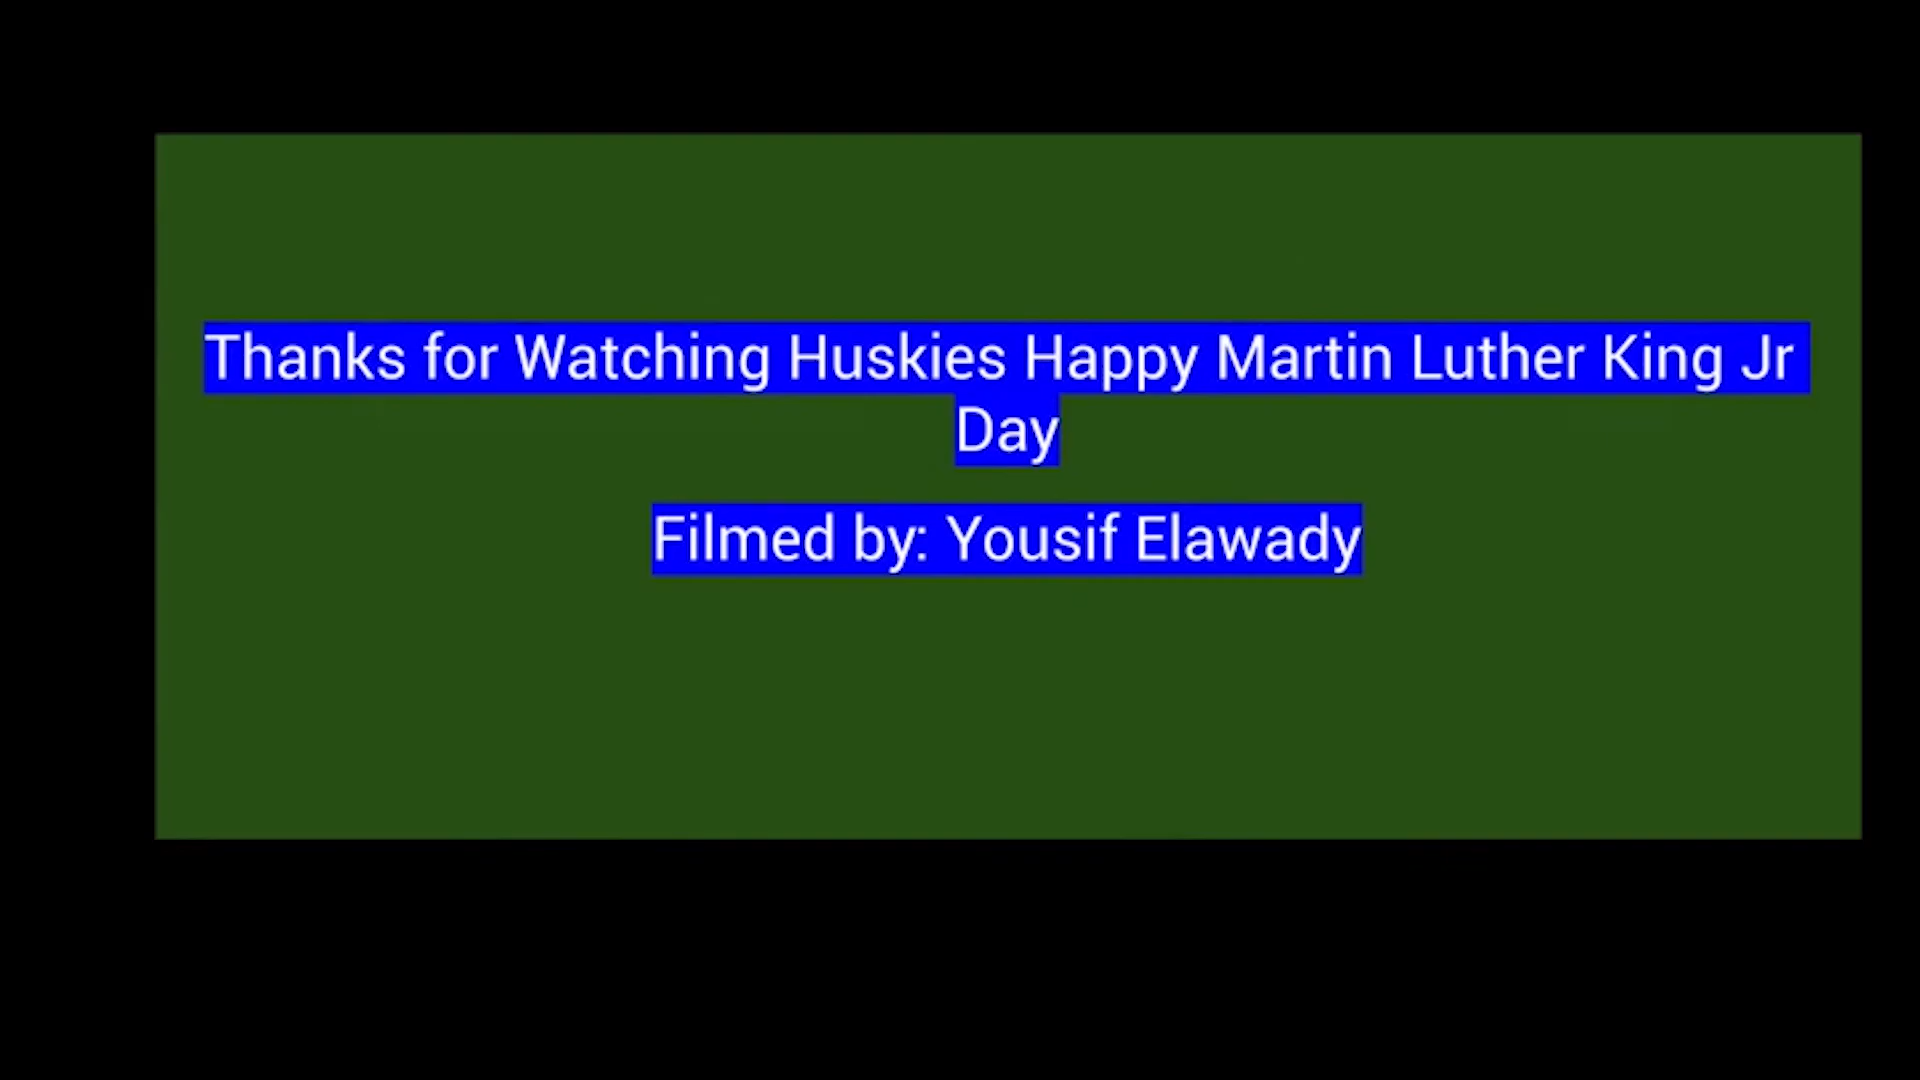 Thanks for Watching Huskies Happy Martin Luther King Jr
Day
Filmed by: Yousif Elawady